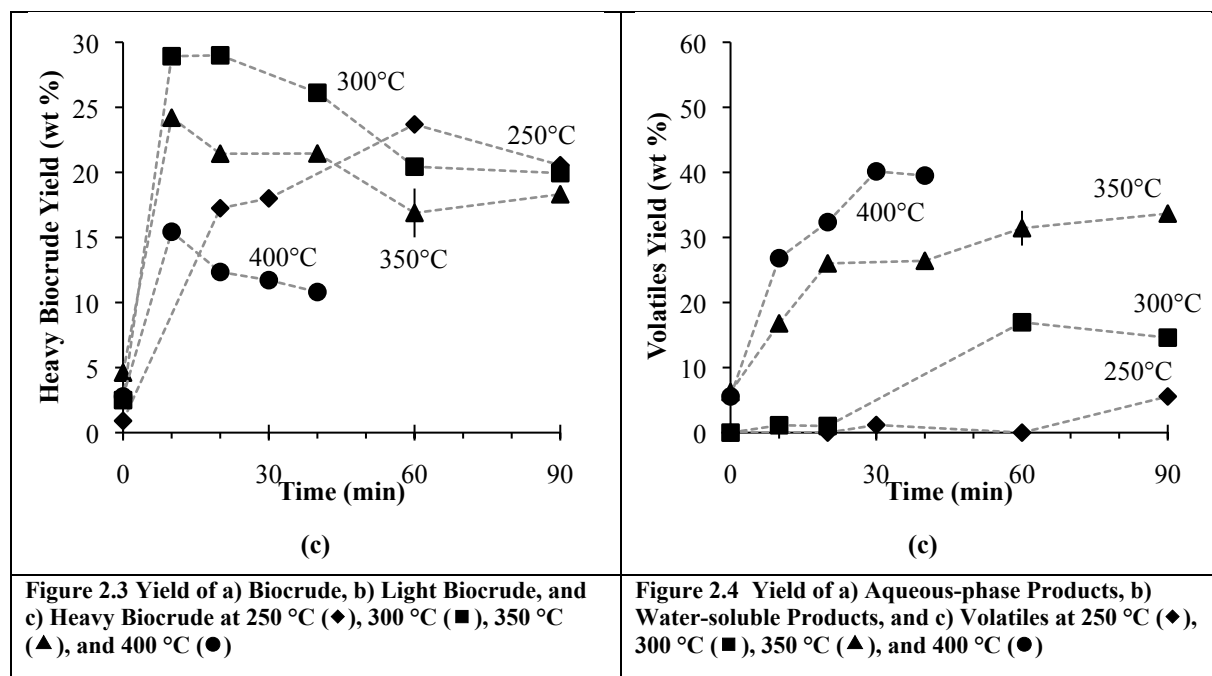 Heavy Biocrude Yield (wt %)
30
25
20
15
10
5
0
300°C
250°C
400°C
350°C
0
30
60
90
Time (min)
(c)
Figure 2.3 Yield of a) Biocrude, b) Light Biocrude, and
c) Heavy Biocrude at 250 °C (◆), 300 °C (■), 350 °C
(▲), and 400 °C (●)
Volatiles Yield (wt %)
60
50
40
30
20
10
0
400°C
350°C
300°C
250°C
0
30
60
90
Time (min)
(c)
Figure 2.4 Yield of a) Aqueous-phase Products, b)
Water-soluble Products, and c) Volatiles at 250 °C (◆),
300 °C (■), 350 °C (▲), and 400 °C (●)